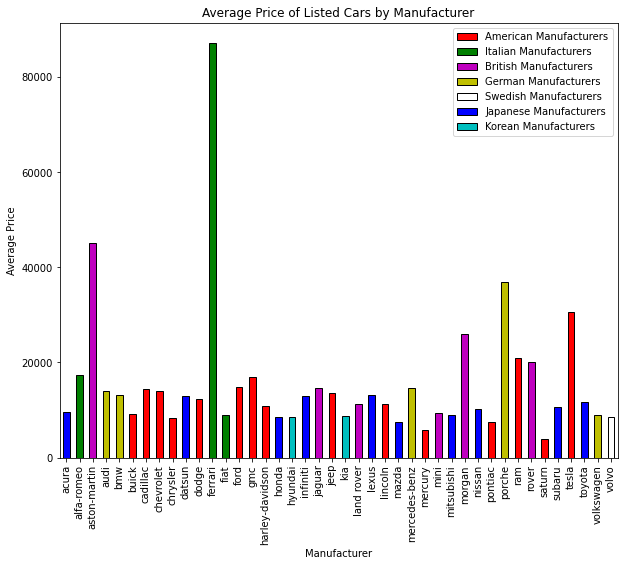 Average Price of Listed Cars by Manufacturer
American Manufacturers
Italian Manufacturers
British Manufacturers
German Manufacturers
Swedish Manufacturers
Japanese Manufacturers
Korean Manufacturers
80000
60000
40000
20000
0
Average Price
acura
alfa-romeo
aston-martin
audi
bmw
buick
cadillac
chevrolet
chrysler
datsun
dodge
ferrari
fiat
ford
gmc
harley-davidson
honda
hyundai
infiniti
jaguar
jeep
kia
land rover
lexus
lincoln
mazda
mercedes-benz
mercury
mini
mitsubishi
morgan
nissan
pontiac
porche
ram
rover
saturn
subaru
tesla
toyota
volkswagen
volvo
Manufacturer